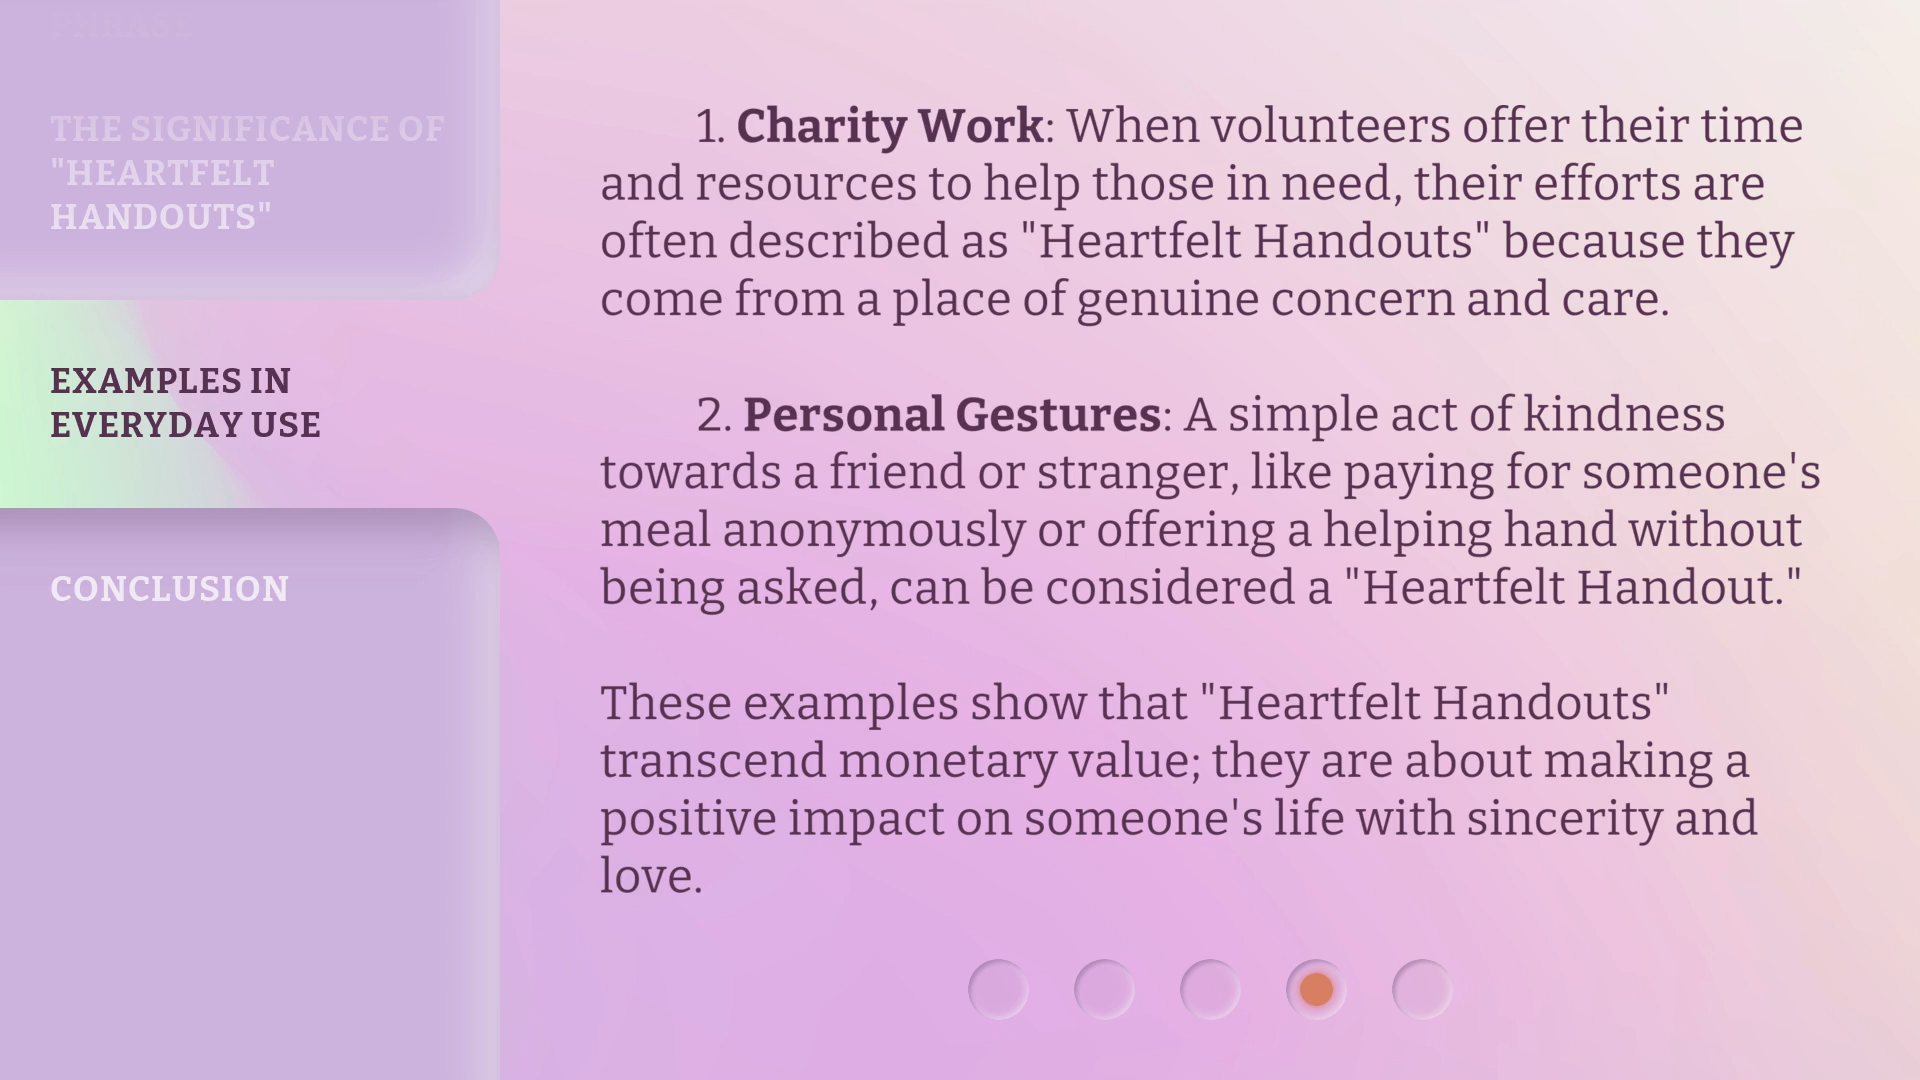 PHRASE
THE SIGNIFICANCE OF
"HEARTFELT
HANDOUTS"
EXAMPLES IN
EVERYDAY USE
CONCLUSION
1. Charity Work: When volunteers offer their time
and resources to help those in need, their efforts are
often described as "Heartfelt Handouts" because they
come from a place of genuine concern and care.
2. Personal Gestures: A simple act of kindness
towards a friend or stranger, like paying for someone's
meal anonymously or offering a helping hand without
being asked, can be considered a "Heartfelt Handout."
These examples show that "Heartfelt Handouts"
transcend monetary value; they are about making a
positive impact on someone's life with sincerity and
love.